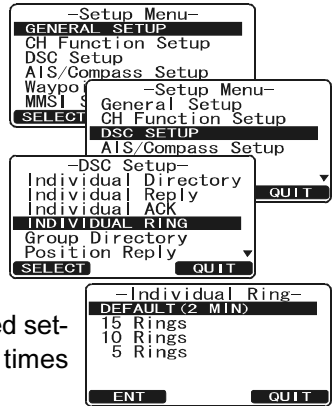 –Setup Menu–
GENERAL SETUP
CH Function Setup
DSC Setup
AIS/Compass Setup
Waypo
MMSI S
SELECT
–Setup Menu–
General Setup
CH Function Setup
DSC SETUP
AIS/Compass Setup
QUIT
–DSC Setup–
Individual Directory
Individual Reply
Individual ACK
INDIVIDUAL RING
Group Directory
Position Reply
SELECT QUIT
ed set-
times
–Individual Ring–
DEFAULT(2 MIN)
15 Rings
10 Rings
5 Rings
ENT QUIT